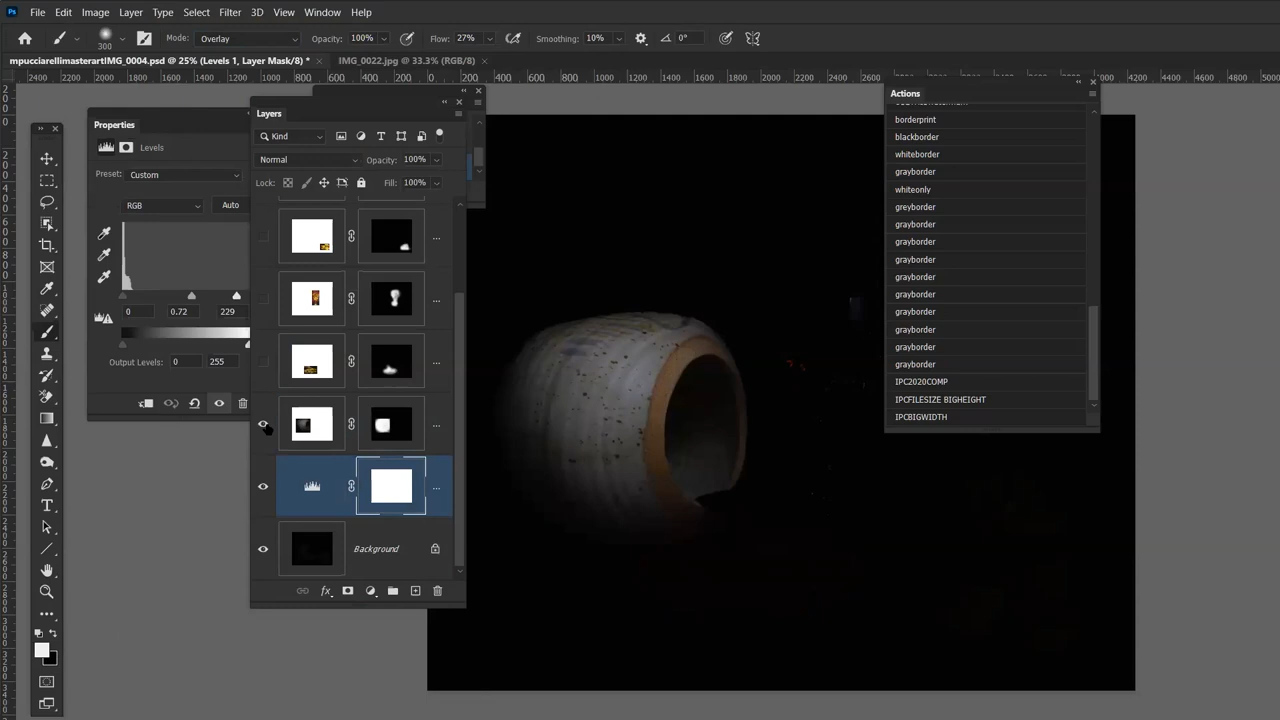 Ps File Edit Image Layer Type Select Filter 3D View Window Help
300 Mode: Overlay Opacity: 100% Flow: 27% Smoothing: 10% 0°
mpucciarellimasterartIMG_0004.psd @ 25% (Levels 1, Layer Mask/8) * × IMG_0022.jpg @ 33.3% (RGB/8) ×
2400 2200 2000 1800 1600 1400 1200 1000 800 600 400 200 0 200 400 600 800 1000 1200 1400 1600 1800 2000 2200 2400 4200 4400 4600 4800 5000
Properties
Levels
Preset: Custom
RGB Auto
0 0.72 229
Output Levels: 0 255
Layers
Kind
Normal Opacity: 100%
Lock: Fill: 100%
Background
fx
Actions
borderprint
blackborder
whiteborder
grayborder
whiteonly
greyborder
grayborder
grayborder
grayborder
grayborder
grayborder
grayborder
grayborder
grayborder
grayborder
IPC2020COMP
IPCFILESIZE BIGHEIGHT
IPCBIGWIDTH